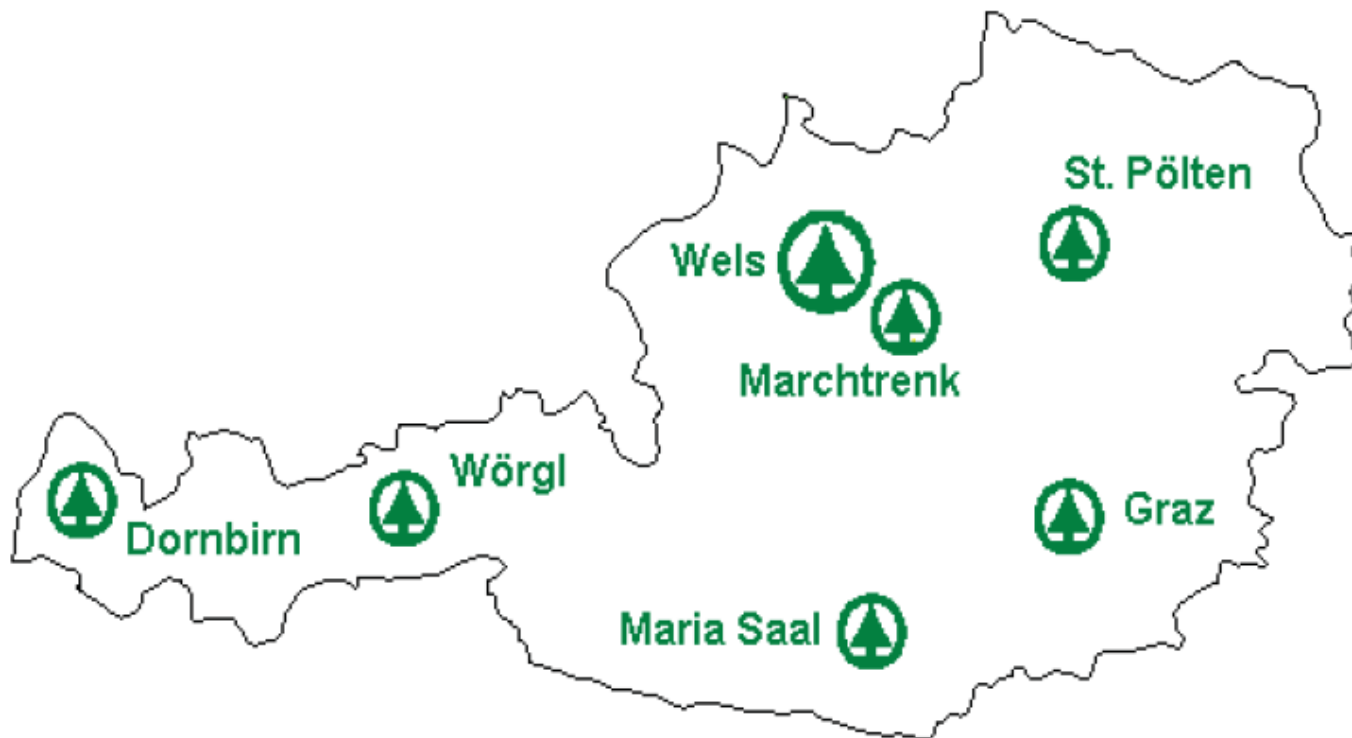 St. Pölten
Wels
Marchtrenk
Wörgl
Graz
Dornbirn
Maria Saal